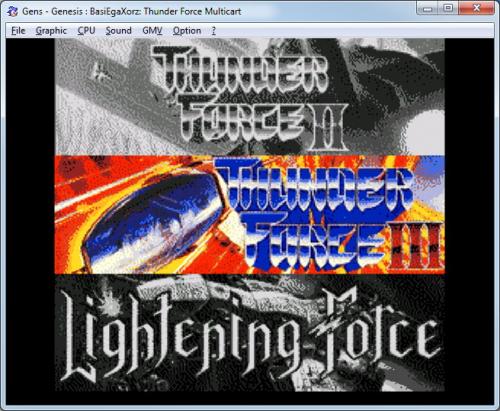 Gens - Genesis : BasiEgaXorz: Thunder Force Multicart
File Graphic CPU Sound GMV Option ?
THUNDER
FORCE II
THUNDER
FORCE III
Lightening Force